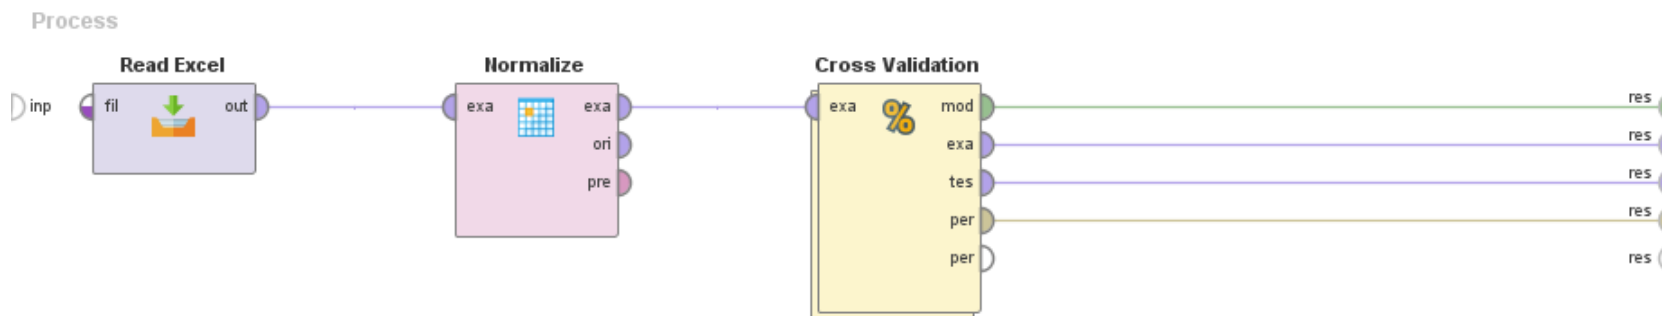 Process
Read Excel
Normalize
Cross Validation
inp
fil
out
exa
exa
ori
pre
exa
%
mod
exa
tes
per
per
res
res
res
res
res